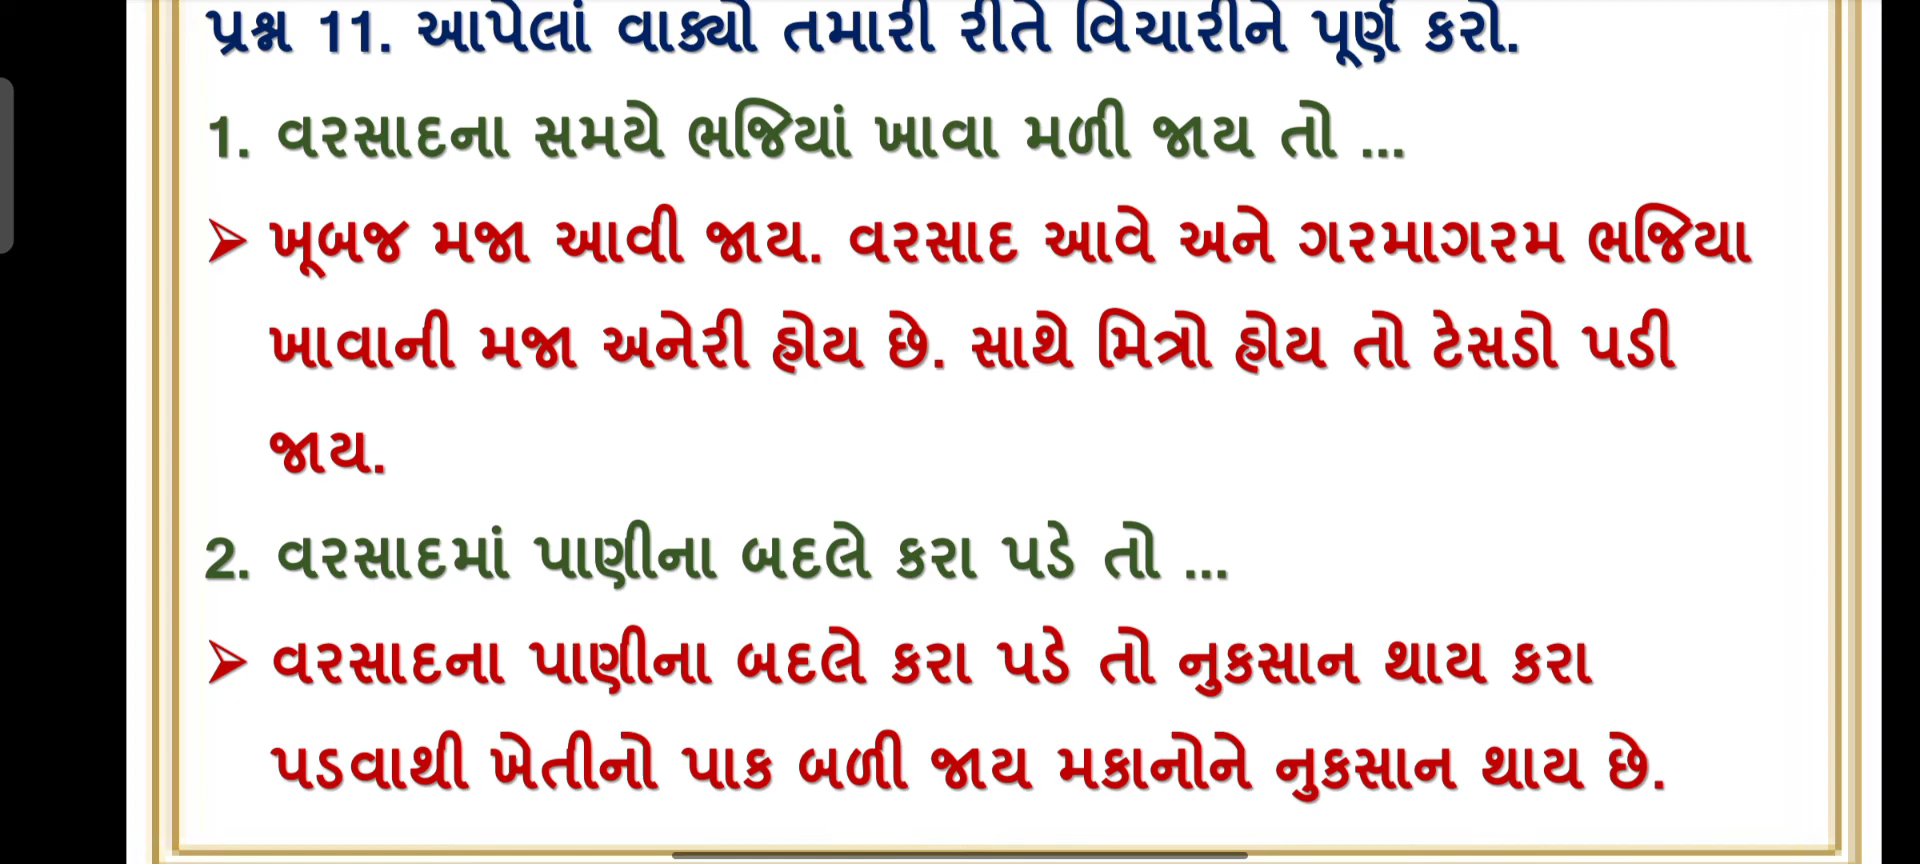 પ્રશ્ન 11. આપેલાં વાક્યો તમારી રીતે વિચારીને પૂર્ણ કરો.
1. વરસાદના સમયે ભજિયાં ખાવા મળી જાય તો ...
➢ ખૂબજ મજા આવી જાય. વરસાદ આવે અને ગરમાગરમ ભજિયા
ખાવાની મજા અનેરી હોય છે. સાથે મિત્રો હોય તો ટેસડો પડી
જાય.
2. વરસાદમાં પાણીના બદલે કરા પડે તો ...
➢ વરસાદના પાણીના બદલે કરા પડે તો નુકસાન થાય કરા
પડવાથી ખેતીનો પાક બળી જાય મકાનોને નુકસાન થાય છે.